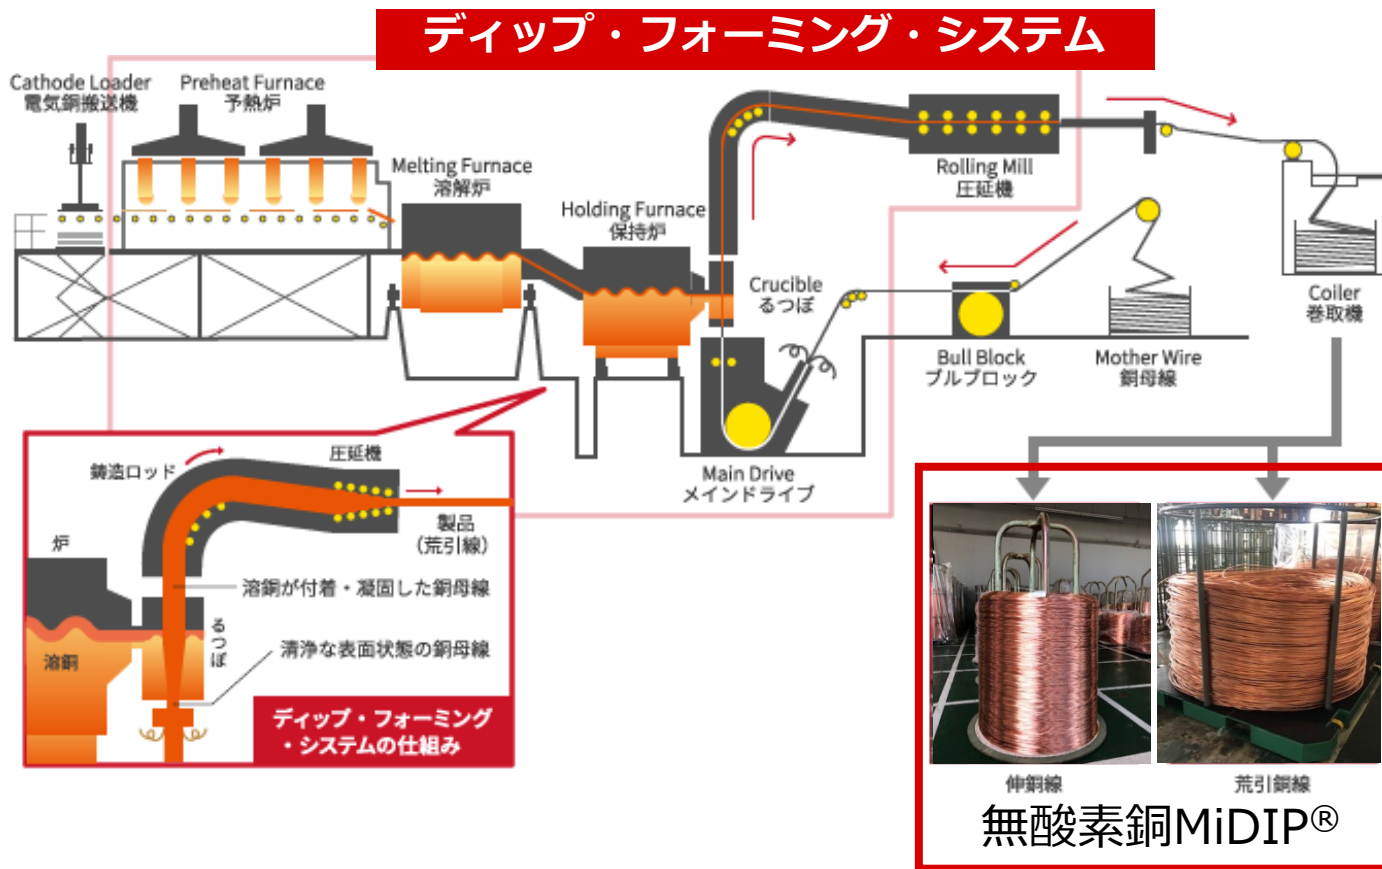 ディップ・フォーミング・システム
Cathode Loader
電気銅搬送機
Preheat Furnace
予熱炉
Melting Furnace
溶解炉
Holding Furnace
保持炉
Crucible
るつぼ
Rolling Mill
圧延機
Coiler
巻取機
Bull Block
ブルブロック
Mother Wire
銅母線
Main Drive
メインドライブ
鋳造ロッド
圧延機
製品
（荒引線）
炉
溶銅が付着・凝固した銅母線
るつぼ
清浄な表面状態の銅母線
溶銅
ディップ・フォーミング
・システムの仕組み
伸銅線
荒引銅線
無酸素銅MiDIP®